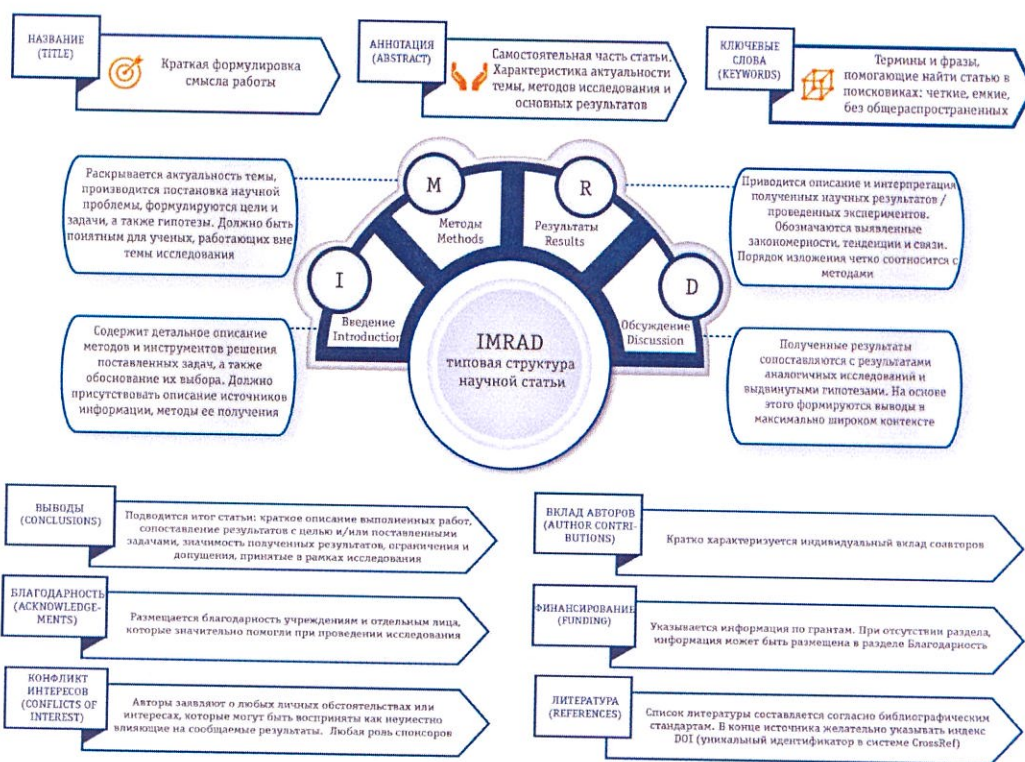 НАЗВАНИЕ
(TITLE)
Краткая формулировка
смысла работы
АННОТАЦИЯ
(ABSTRACT)
Самостоятельная часть статьи.
Характеристика актуальности
темы, методов исследования и
основных результатов
КЛЮЧЕВЫЕ
СЛОВА
(KEYWORDS)
Термины и фразы,
помогающие найти статью в
поисковиках: четкие, емкие,
без общераспространенных
Раскрывается актуальность темы,
производится постановка научной
проблемы, формулируются цели и
задачи, а также гипотезы. Должно быть
понятным для ученых, работающих вне
темы исследования
M
Методы
Methods
R
Результаты
Results
Приводится описание и интерпретация
полученных научных результатов /
проведенных экспериментов.
Обозначаются выявленные
закономерности, тенденции и связи.
Порядок изложения четко соотносится с
методами
I
Введение
Introduction
D
Обсуждение
Discussion
IMRAD
типовая структура
научной статьи
Содержит детальное описание
методов и инструментов решения
поставленных задач, а также
обоснование их выбора. Должно
присутствовать описание источников
информации, методы ее получения
Полученные результаты
сопоставляются с результатами
аналогичных исследований и
выдвинутыми гипотезами. На основе
этого формируются выводы в
максимально широком контексте
ВЫВОДЫ
(CONCLUSIONS)
Подводится итог статьи: краткое описание выполненных работ,
сопоставление результатов с целью и/или поставленными
задачами, значимость полученных результатов, ограничения и
допущения, принятые в рамках исследования
ВКЛАД АВТОРОВ
(AUTHOR CONTRI-
BUTIONS)
Кратко характеризуется индивидуальный вклад соавторов
БЛАГОДАРНОСТЬ
(ACKNOWLEDGE-
MENTS)
Размещается благодарность учреждениям и отдельным лица,
которые значительно помогли при проведении исследования
ФИНАНСИРОВАНИЕ
(FUNDING)
Указывается информация по грантам. При отсутствии раздела,
информация может быть размещена в разделе Благодарность
КОНФЛИКТ
ИНТЕРЕСОВ
(CONFLICTS OF
INTEREST)
Авторы заявляют о любых личных обстоятельствах или
интересах, которые могут быть восприняты как неуместно
влияющие на сообщаемые результаты. Любая роль спонсоров
ЛИТЕРАТУРА
(REFERENCES)
Список литературы составляется согласно библиографическим
стандартам. В конце источника желательно указывать индекс
DOI (уникальный идентификатор в системе CrossRef)